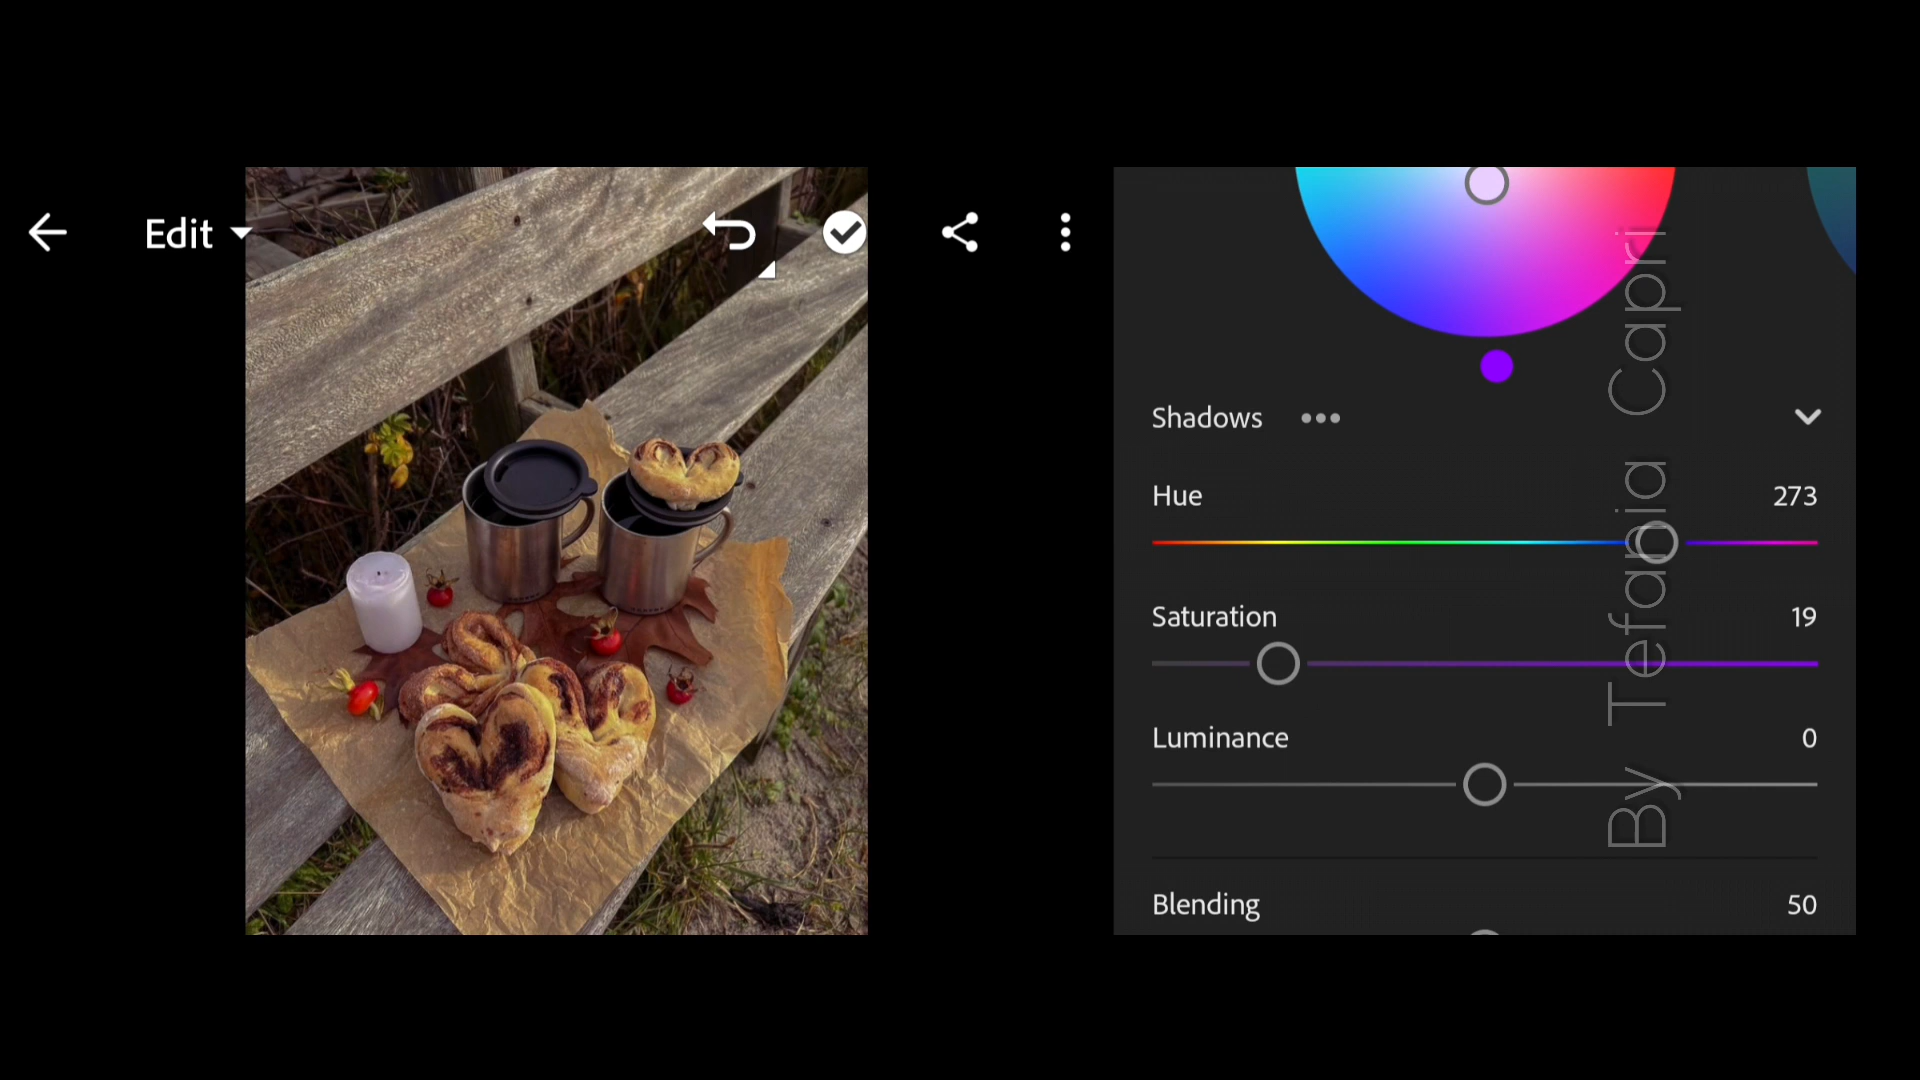 Edit
Shadows
Hue 273
Saturation 19
Luminance 0
Blending 50
By Tefania Capri